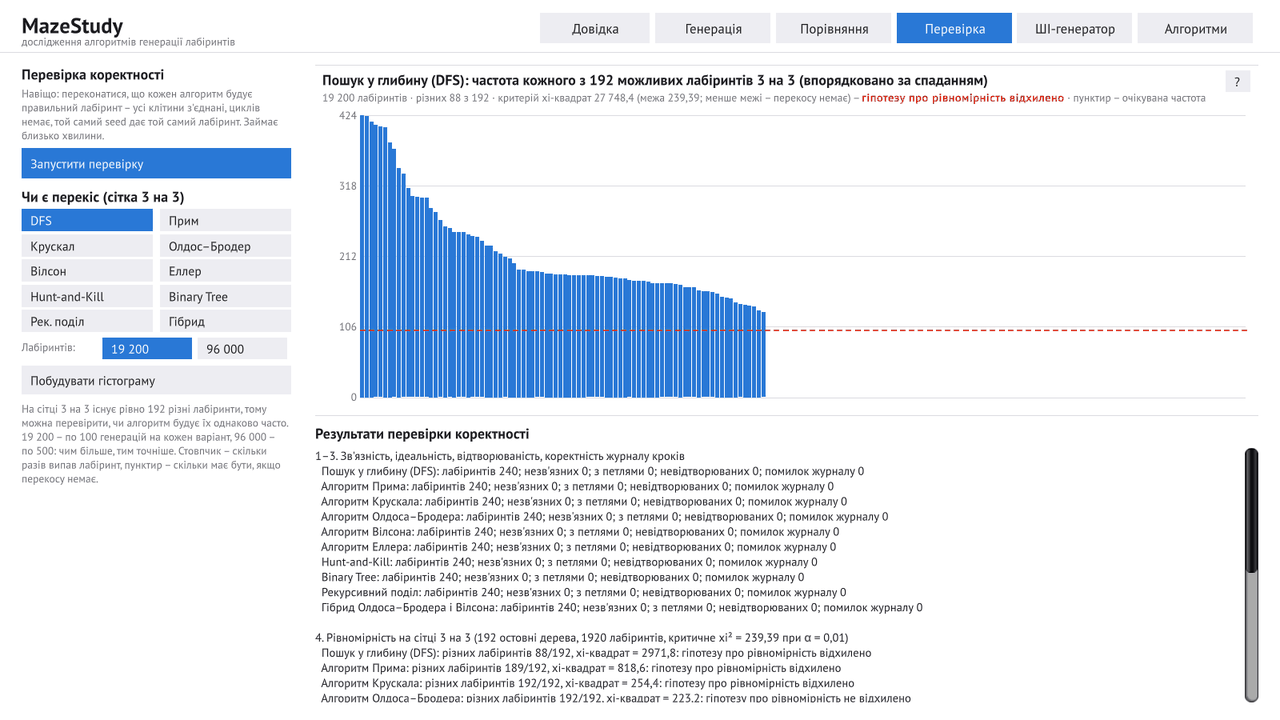 MazeStudy
дослідження алгоритмів генерації лабіринтів
Довідка
Генерація
Порівняння
Перевірка
ШІ-генератор
Алгоритми
Перевірка коректності
Навіщо: переконатися, що кожен алгоритм будує
правильний лабіринт – усі клітини з'єднані, циклів
немає, той самий seed дає той самий лабіринт. Займає
близько хвилини.
Запустити перевірку
Чи є перекіс (сітка 3 на 3)
DFS
Прим
Крускал
Олдос–Бродер
Вілсон
Еллер
Hunt-and-Kill
Binary Tree
Рек. поділ
Гібрид
Лабіринтів:
19 200
96 000
Побудувати гістограму
На сітці 3 на 3 існує рівно 192 різні лабіринти, тому
можна перевірити, чи алгоритм будує їх однаково часто.
19 200 – по 100 генерацій на кожен варіант, 96 000 –
по 500: чим більше, тим точніше. Стовпчик – скільки
разів випав лабіринт, пунктир – скільки має бути, якщо
перекосу немає.
Пошук у глибину (DFS): частота кожного з 192 можливих лабіринтів 3 на 3 (впорядковано за спаданням)
?
19 200 лабіринтів · різних 88 з 192 · критерій хі-квадрат 27 748,4 (межа 239,39; менше межі – перекосу немає) – гіпотезу про рівномірність відхилено · пунктир – очікувана частота
424
318
212
106
0
Результати перевірки коректності
1–3. Зв'язність, ідеальність, відтворюваність, коректність журналу кроків
Пошук у глибину (DFS): лабіринтів 240; незв'язних 0; з петлями 0; невідтворюваних 0; помилок журналу 0
Алгоритм Прима: лабіринтів 240; незв'язних 0; з петлями 0; невідтворюваних 0; помилок журналу 0
Алгоритм Крускала: лабіринтів 240; незв'язних 0; з петлями 0; невідтворюваних 0; помилок журналу 0
Алгоритм Олдоса–Бродера: лабіринтів 240; незв'язних 0; з петлями 0; невідтворюваних 0; помилок журналу 0
Алгоритм Вілсона: лабіринтів 240; незв'язних 0; з петлями 0; невідтворюваних 0; помилок журналу 0
Алгоритм Еллера: лабіринтів 240; незв'язних 0; з петлями 0; невідтворюваних 0; помилок журналу 0
Hunt-and-Kill: лабіринтів 240; незв'язних 0; з петлями 0; невідтворюваних 0; помилок журналу 0
Binary Tree: лабіринтів 240; незв'язних 0; з петлями 0; невідтворюваних 0; помилок журналу 0
Рекурсивний поділ: лабіринтів 240; незв'язних 0; з петлями 0; невідтворюваних 0; помилок журналу 0
Гібрид Олдоса–Бродера і Вілсона: лабіринтів 240; незв'язних 0; з петлями 0; невідтворюваних 0; помилок журналу 0
4. Рівномірність на сітці 3 на 3 (192 остовні дерева, 1920 лабіринтів, критичне хі² = 239,39 при α = 0,01)
Пошук у глибину (DFS): різних лабіринтів 88/192, хі-квадрат = 2971,8: гіпотезу про рівномірність відхилено
Алгоритм Прима: різних лабіринтів 189/192, хі-квадрат = 818,6: гіпотезу про рівномірність відхилено
Алгоритм Крускала: різних лабіринтів 192/192, хі-квадрат = 254,4: гіпотезу про рівномірність відхилено
Алгоритм Олдоса–Бродера: різних лабіринтів 192/192, хі-квадрат = 223,2: гіпотезу про рівномірність не відхилено